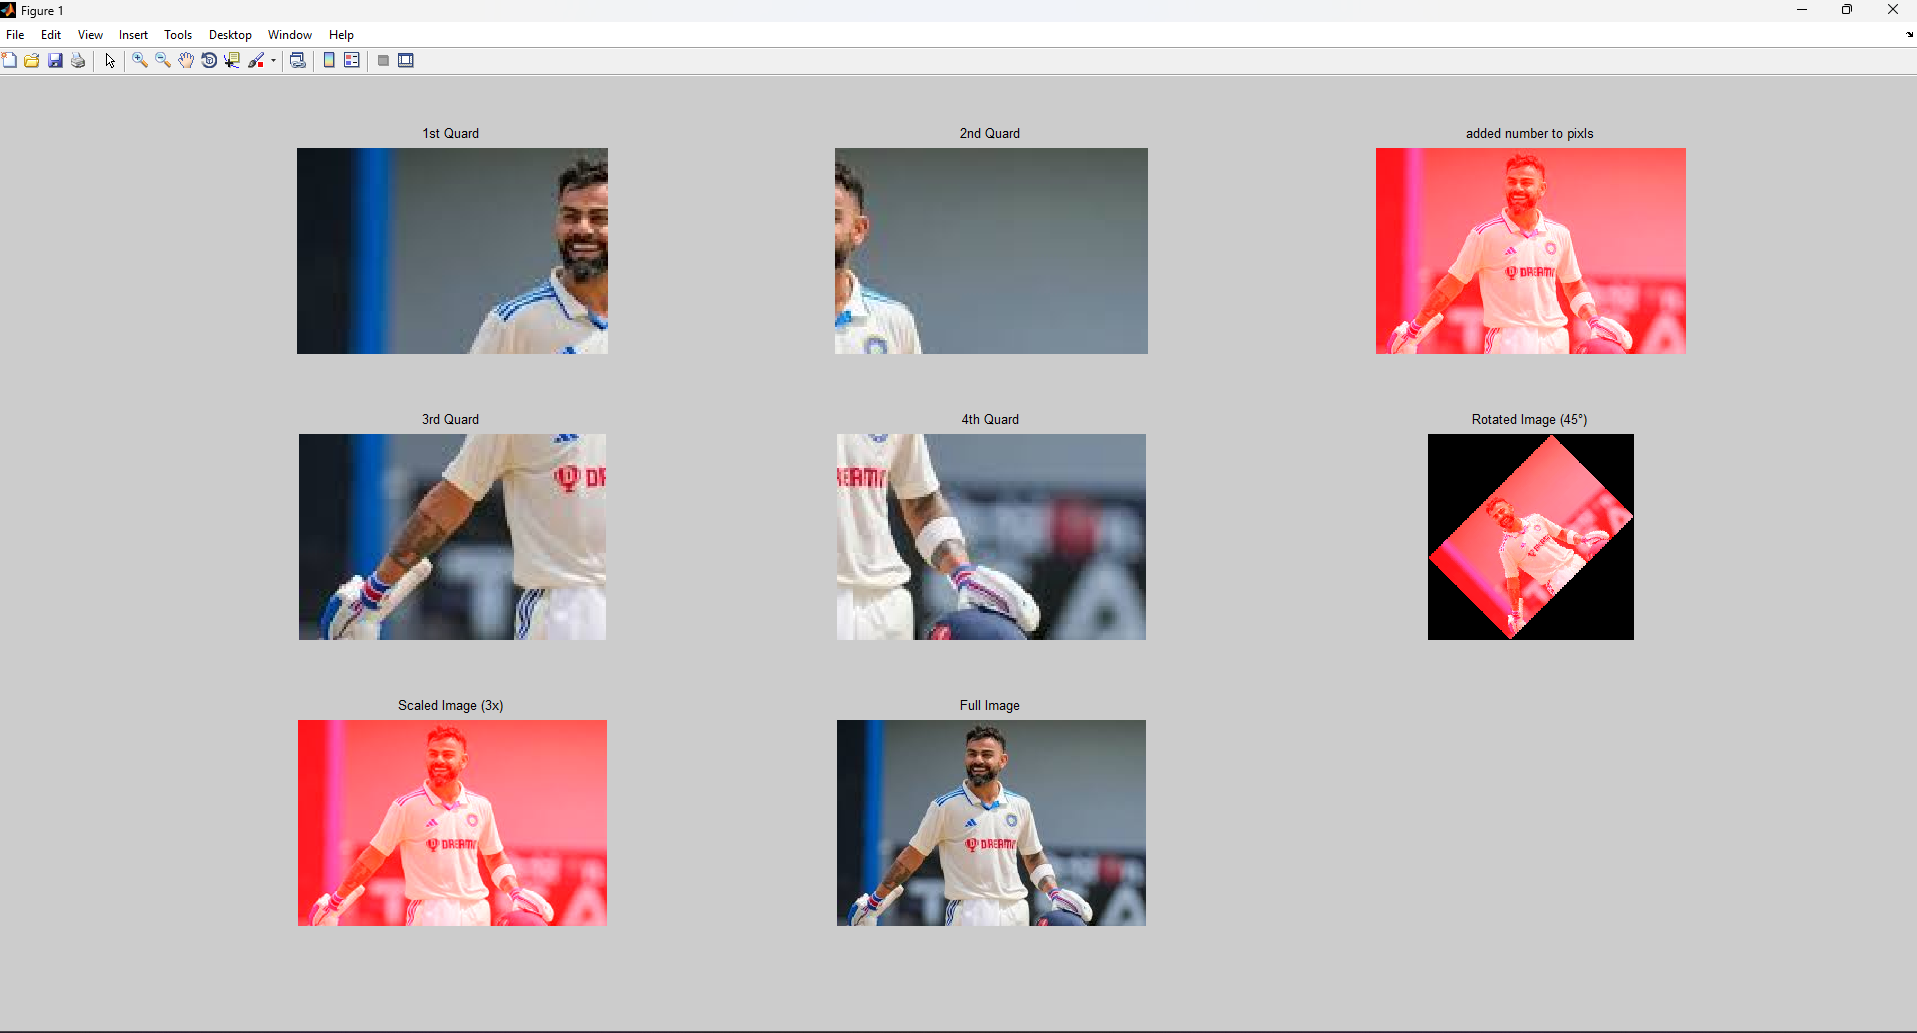 Figure 1
File Edit View Insert Tools Desktop Window Help
1st Quard
2nd Quard
added number to pixls
DREAM
3rd Quard
4th Quard
Rotated Image (45°)
DR
REAM
Scaled Image (3x)
Full Image
DREAM
DREAM